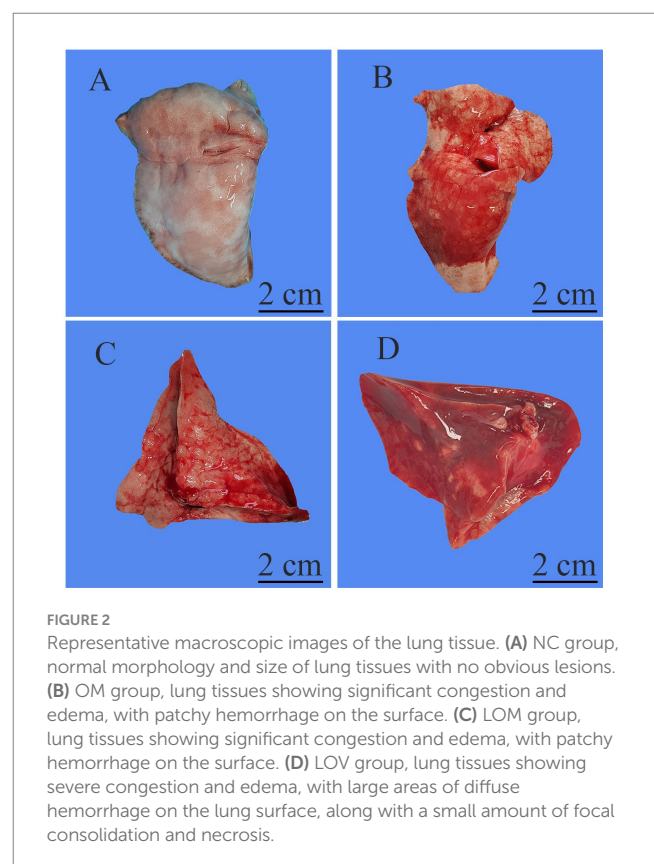 A
B
2 cm
2 cm
C
D
2 cm
2 cm
FIGURE 2
Representative macroscopic images of the lung tissue. (A) NC group,
normal morphology and size of lung tissues with no obvious lesions.
(B) OM group, lung tissues showing significant congestion and
edema, with patchy hemorrhage on the surface. (C) LOM group,
lung tissues showing significant congestion and edema, with patchy
hemorrhage on the surface. (D) LOV group, lung tissues showing
severe congestion and edema, with large areas of diffuse
hemorrhage on the lung surface, along with a small amount of focal
consolidation and necrosis.